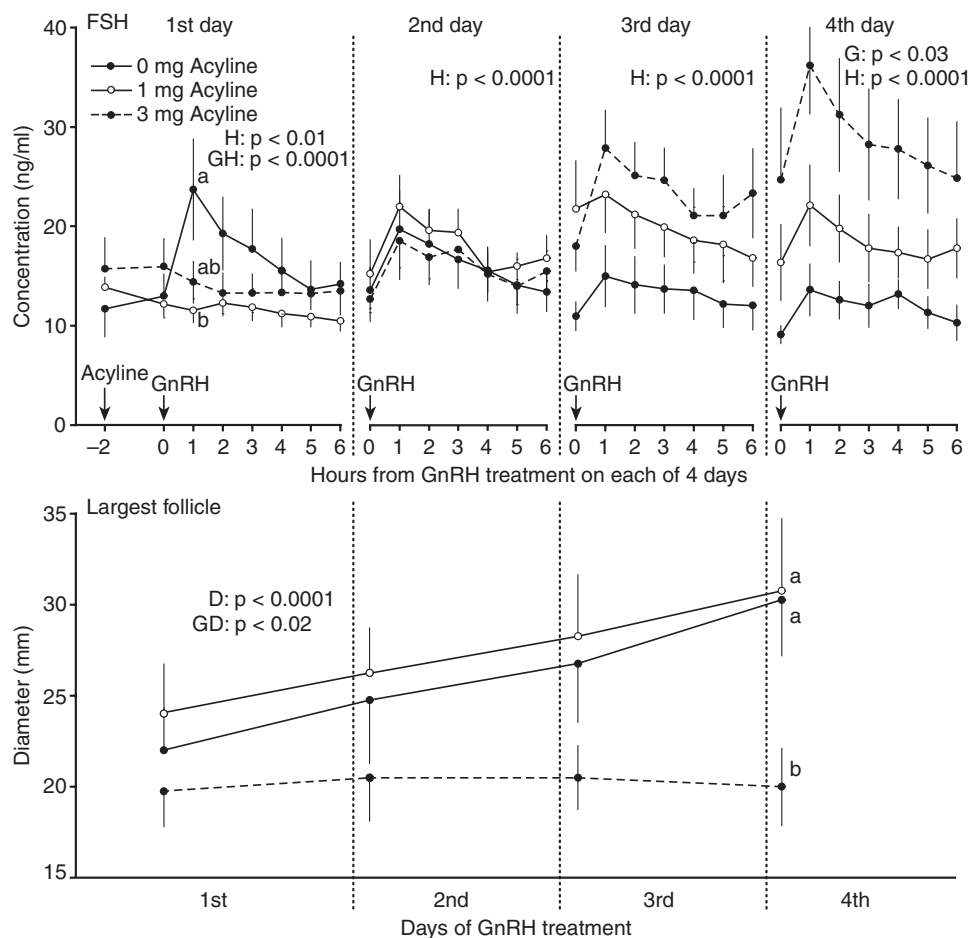 FSH
1st day
2nd day
3rd day
4th day
0 mg Acyline
1 mg Acyline
3 mg Acyline
H: p < 0.01
GH: p < 0.0001
H: p < 0.0001
H: p < 0.0001
G: p < 0.03
H: p < 0.0001
a
ab
b
Concentration (ng/ml)
40
30
20
10
0
Acyline
GnRH
GnRH
GnRH
GnRH
–2 0 1 2 3 4 5 6 0 1 2 3 4 5 6 0 1 2 3 4 5 6 0 1 2 3 4 5 6
Hours from GnRH treatment on each of 4 days
Largest follicle
D: p < 0.0001
GD: p < 0.02
a
a
b
Diameter (mm)
35
30
25
20
15
1st 2nd 3rd 4th
Days of GnRH treatment